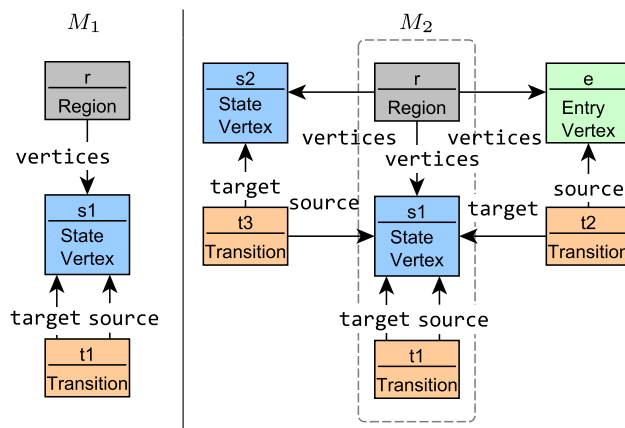 M₁
r
Region
vertices
s1
State
Vertex
target source
t1
Transition
M₂
s2
State
Vertex
r
Region
e
Entry
Vertex
vertices
vertices
vertices
target
source
source
target
t3
Transition
s1
State
Vertex
t2
Transition
target source
t1
Transition